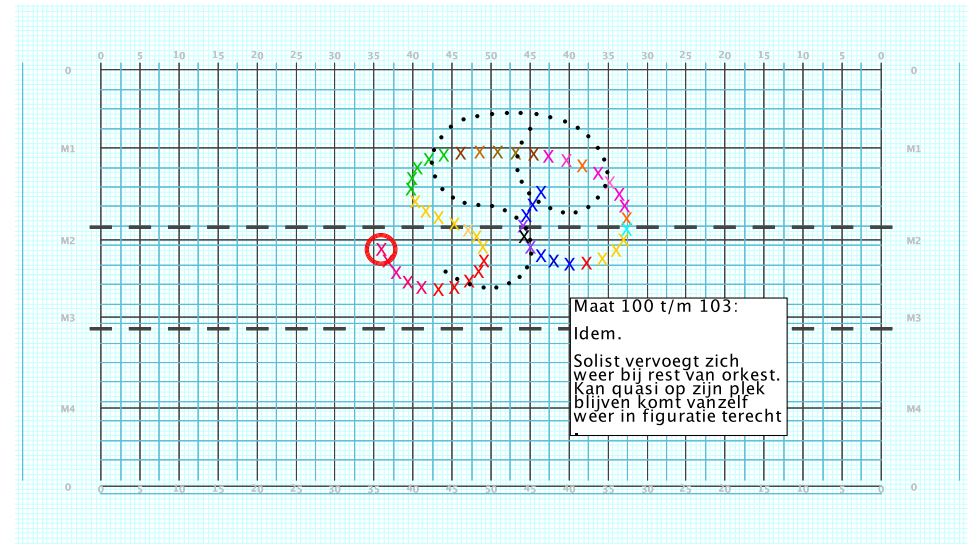 0 5 10 15 20 25 30 35 40 45 50 45 40 35 30 25 20 15 10 5 0
0 0
M1 M1
M2 M2
Maat 100 t/m 103:
M3 M3
Idem.
Solist vervoegt zich
weer bij rest van orkest.
Kan quasi op zijn plek
blijven komt vanzelf
M4 M4
weer in figuratie terecht
.
0 0
0 5 10 15 20 25 30 35 40 45 50 45 40 35 30 25 20 15 10 5 0